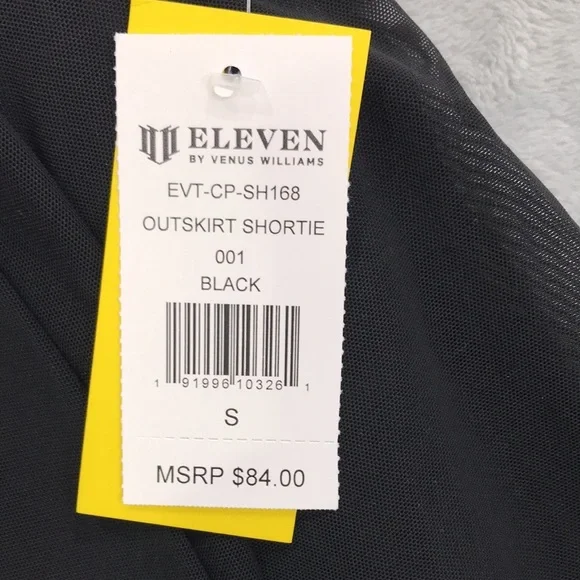 ELEVEN
BY VENUS WILLIAMS
EVT-CP-SH168
OUTSKIRT SHORTIE
001
BLACK
1 91996 10326 1
S
MSRP $84.00